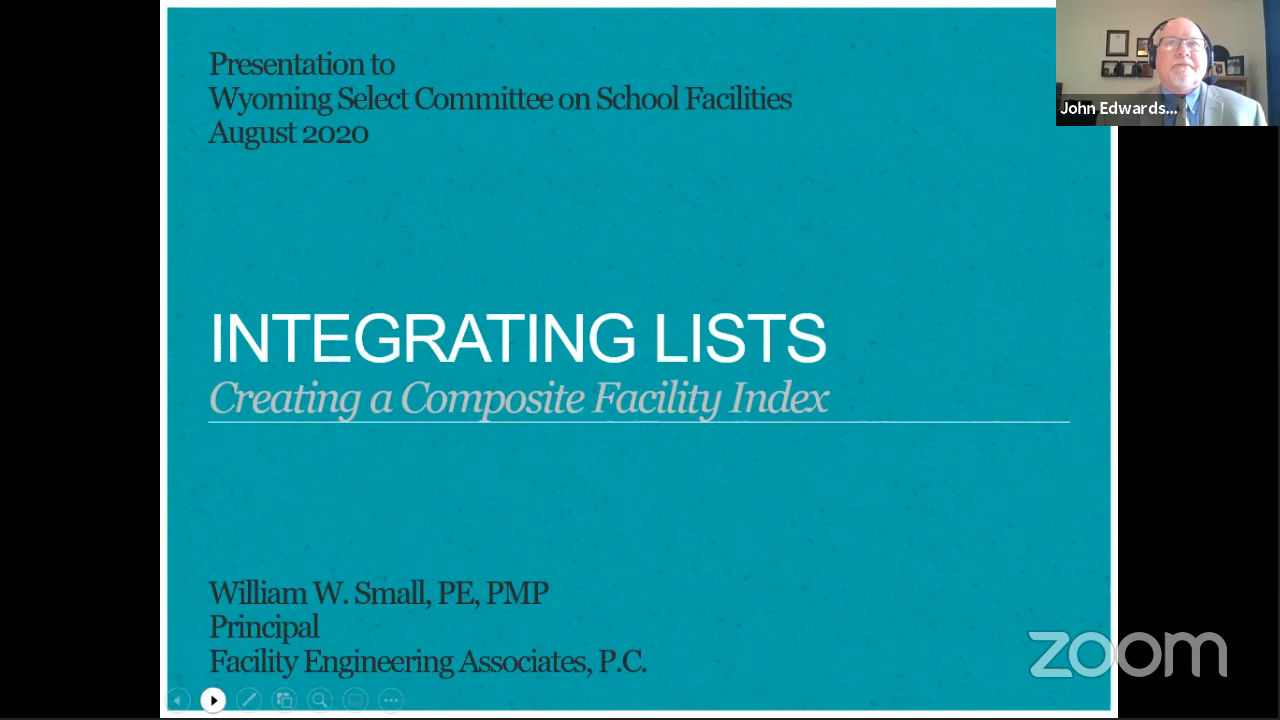 Presentation to
Wyoming Select Committee on School Facilities
August 2020
John Edwards...
INTEGRATING LISTS
Creating a Composite Facility Index
William W. Small, PE, PMP
Principal
Facility Engineering Associates, P.C.
zoom